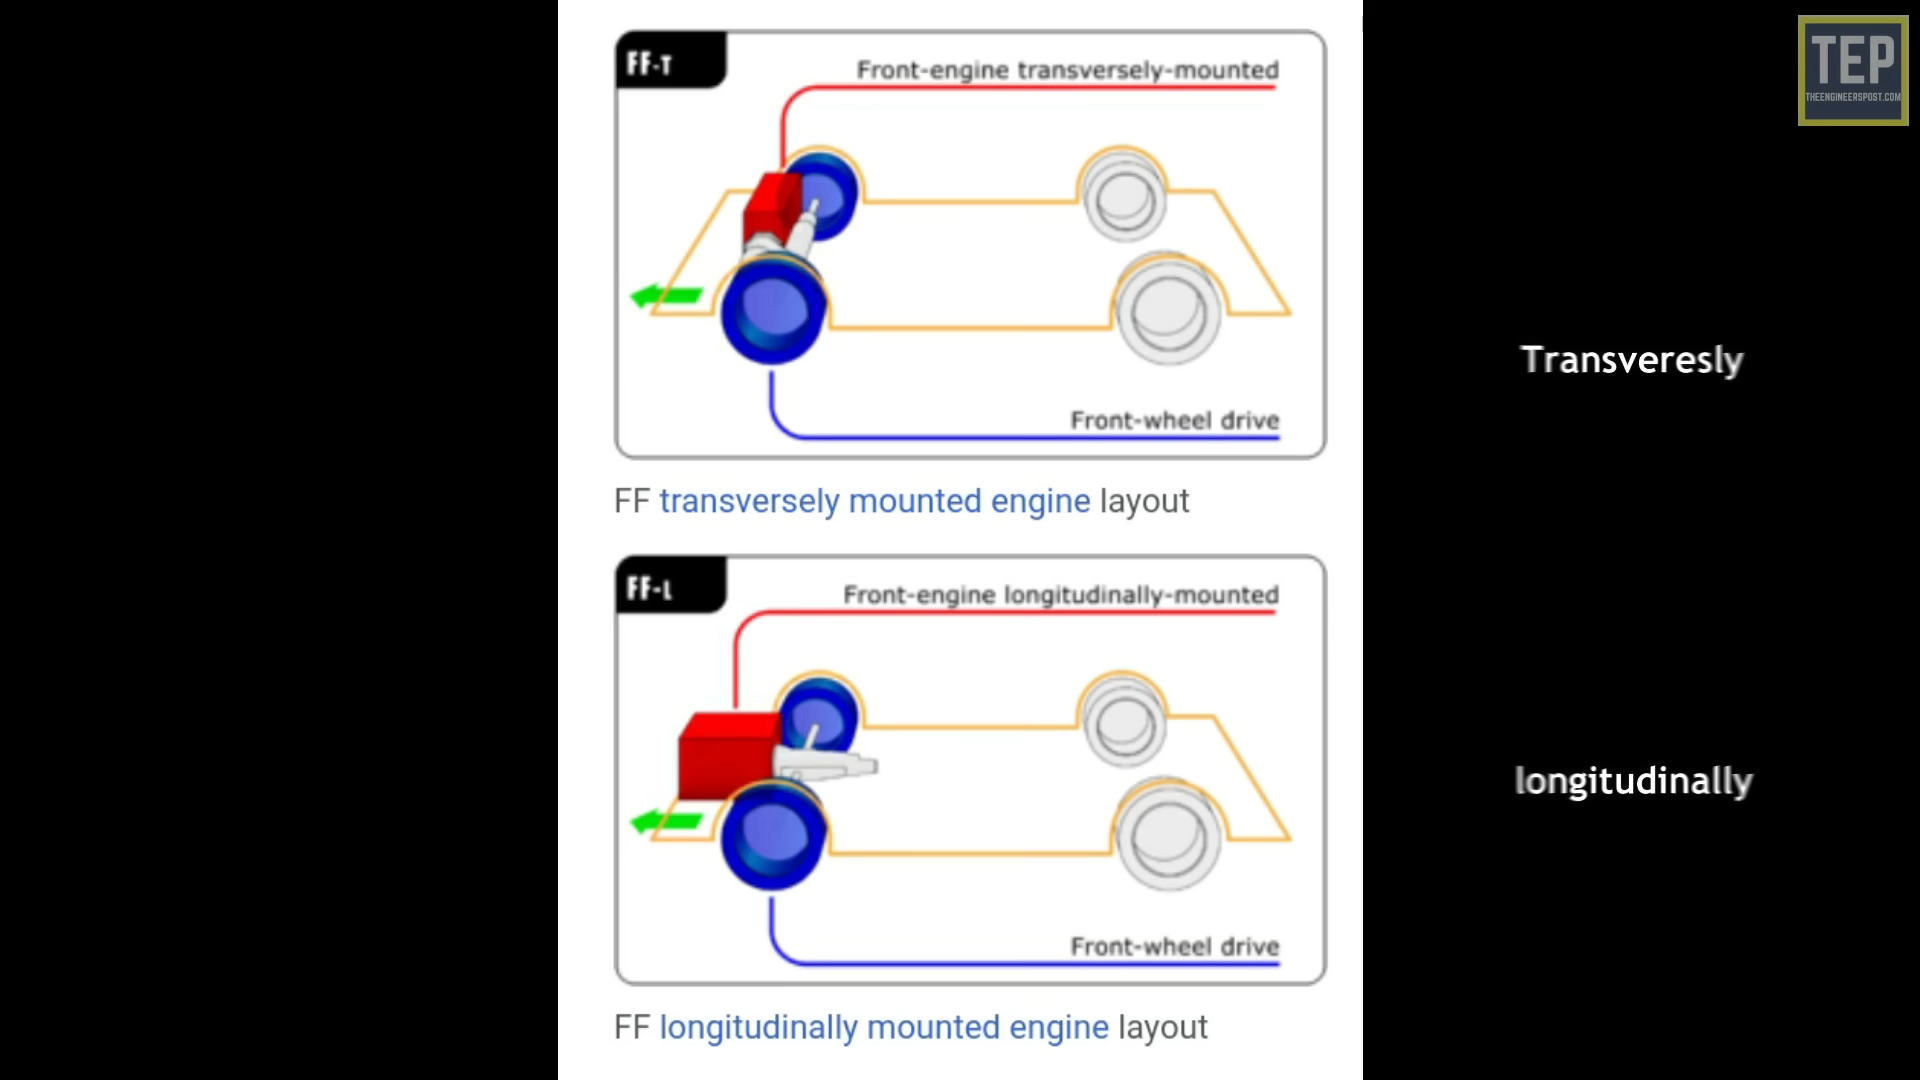 FF-T
Front-engine transversely-mounted
Front-wheel drive
FF transversely mounted engine layout
FF-L
Front-engine longitudinally-mounted
Front-wheel drive
FF longitudinally mounted engine layout
TEP
THEENGINEERSPOST.COM
Transveresly
longitudinally